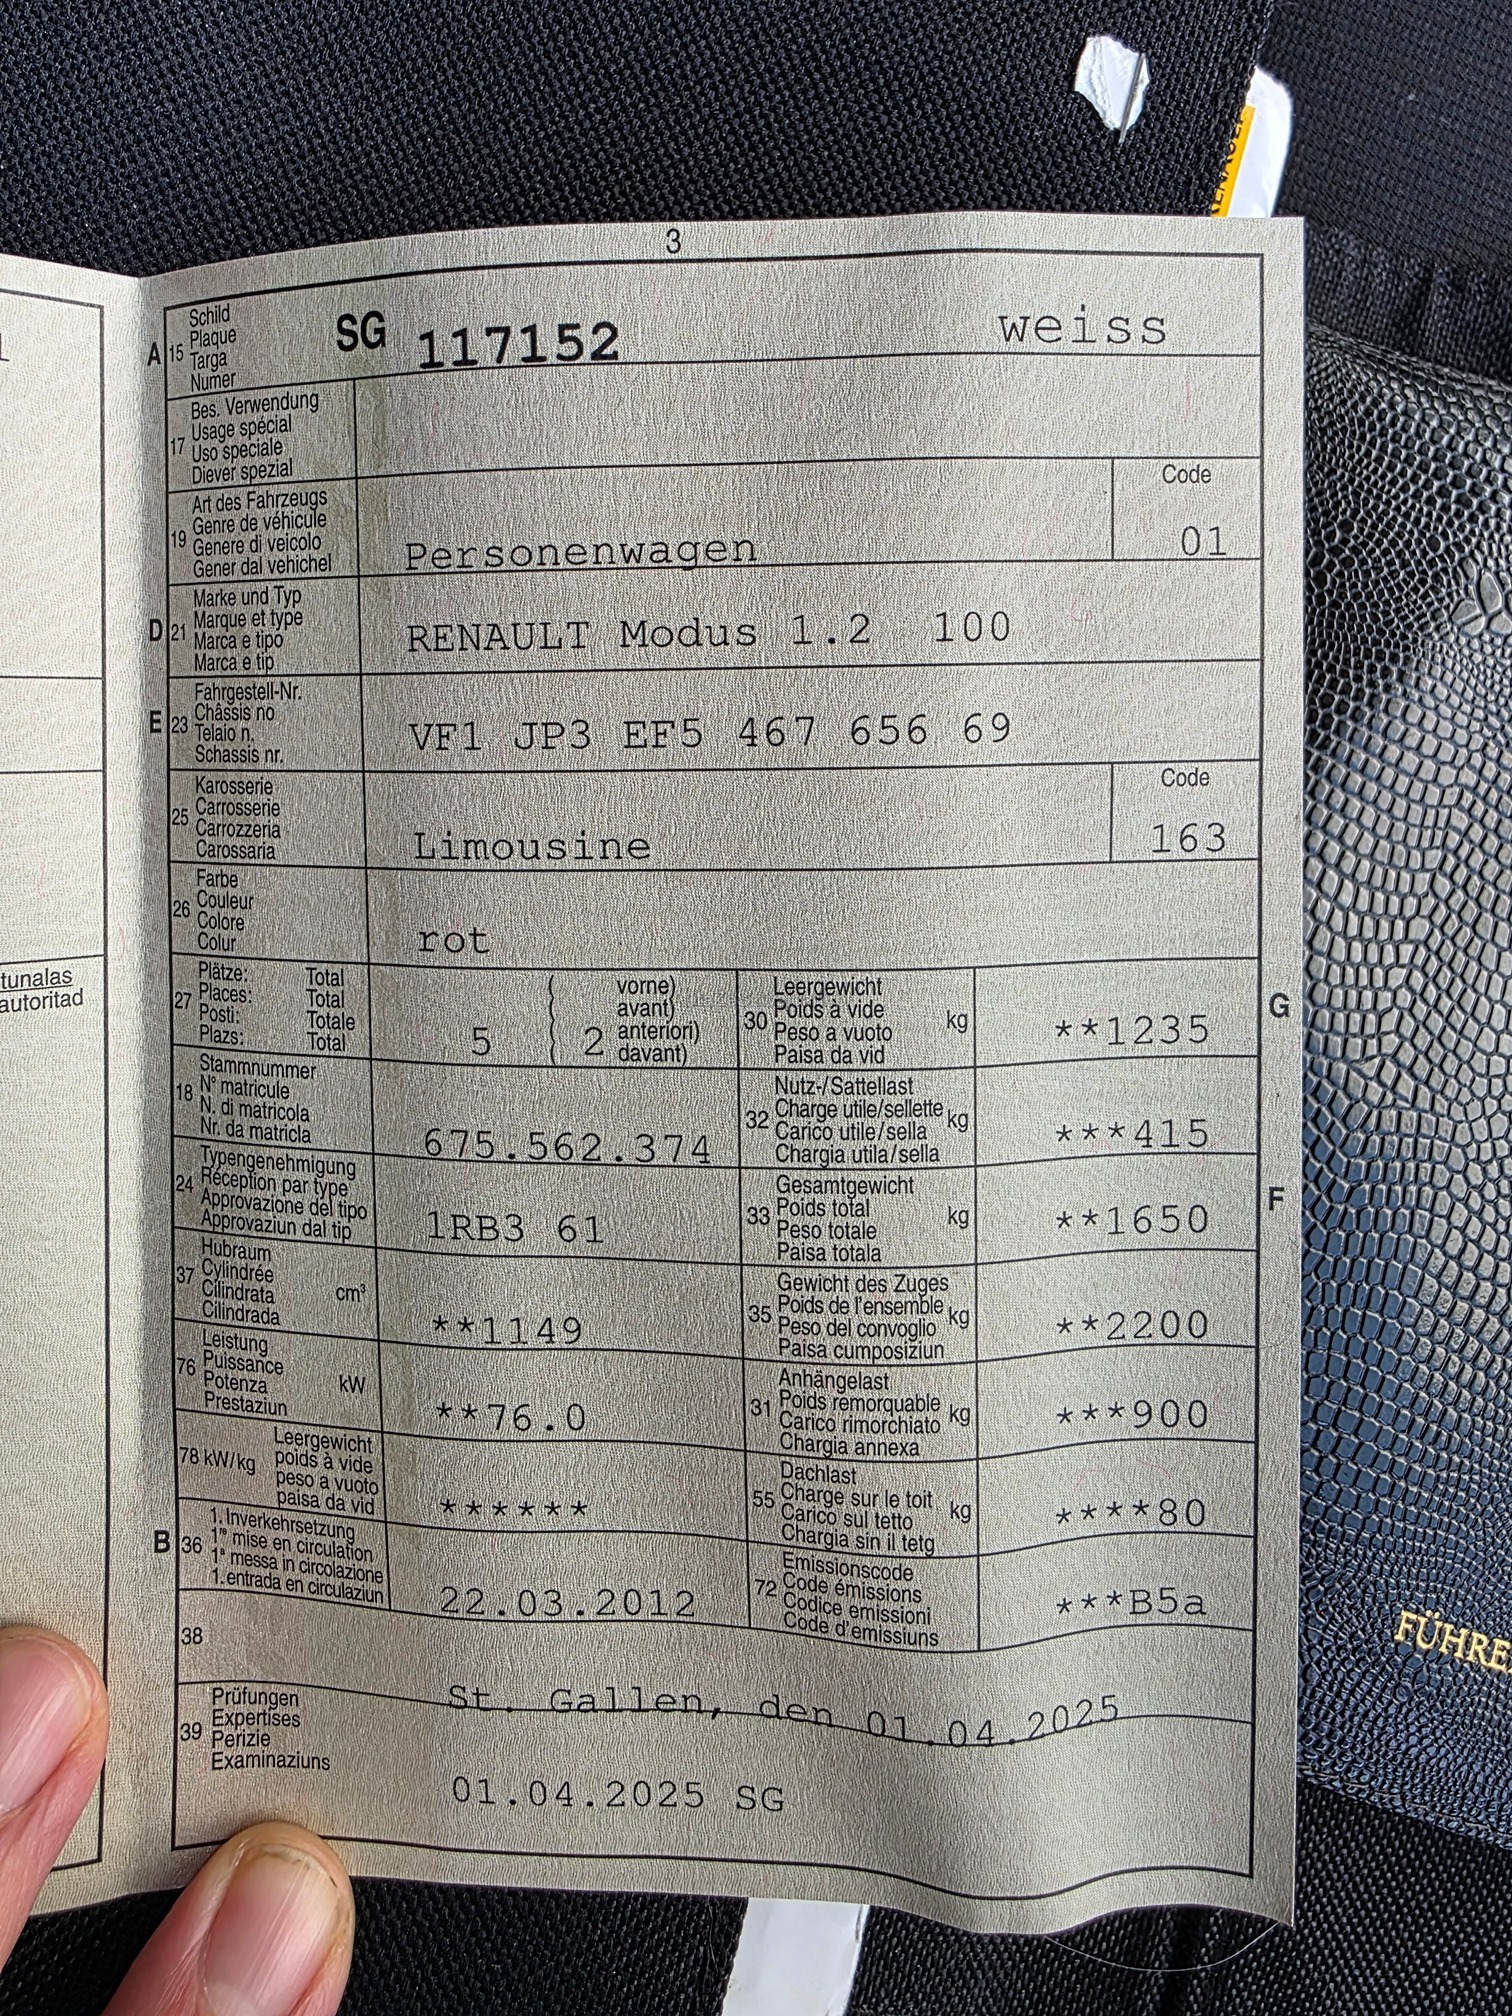 3
A 15 Schild
Plaque
Targa
Numer
SG 117152 weiss
17 Bes. Verwendung
Usage spécial
Uso speciale
Diever spezial
19 Art des Fahrzeugs
Genre de véhicule
Genere di veicolo
Gener dal vehichel
Personenwagen
Code
01
D 21 Marke und Typ
Marque et type
Marca e tipo
Marca e tip
RENAULT Modus 1.2 100
E 23 Fahrgestell-Nr.
Châssis no
Telaio n.
Schassis nr.
VF1 JP3 EF5 467 656 69
25 Karosserie
Carrosserie
Carrozzeria
Carossaria
Limousine
Code
163
26 Farbe
Couleur
Colore
Colur
rot
27 Plätze: Total
Places: Total
Posti: Totale
Plazs: Total
5 ( 2
vorne)
avant)
anteriori)
davant)
30 Leergewicht
Poids à vide
Peso a vuoto
Paisa da vid
kg
**1235
G
18 Stammnummer
N° matricule
N. di matricola
Nr. da matricla
675.562.374
32 Nutz-/Sattellast
Charge utile/sellette
Carico utile/sella
Chargia utila/sella
kg
***415
24 Typengenehmigung
Réception par type
Approvazione del tipo
Approvaziun dal tip
1RB3 61
33 Gesamtgewicht
Poids total
Peso totale
Paisa totala
kg
**1650
F
37 Hubraum
Cylindrée
Cilindrata
Cilindrada
cm³
**1149
35 Gewicht des Zuges
Poids de l'ensemble
Peso del convoglio
Paisa cumposiziun
kg
**2200
76 Leistung
Puissance
Potenza
Prestaziun
kW
**76.0
31 Anhängelast
Poids remorquable
Carico rimorchiato
Chargia annexa
kg
***900
78 kW/kg Leergewicht
poids à vide
peso a vuoto
paisa da vid
******
55 Dachlast
Charge sur le toit
Carico sul tetto
Chargia sin il tetg
kg
****80
B 36 1. Inverkehrsetzung
1re mise en circulation
1a messa in circolazione
1. entrada en circulaziun
22.03.2012
72 Emissionscode
Code émissions
Codice emissioni
Code d'emissiuns
***B5a
38
St. Gallen, den 01.04.2025
39 Prüfungen
Expertises
Perizie
Examinaziuns
01.04.2025 SG
tunalas
autoritad
FÜHRE